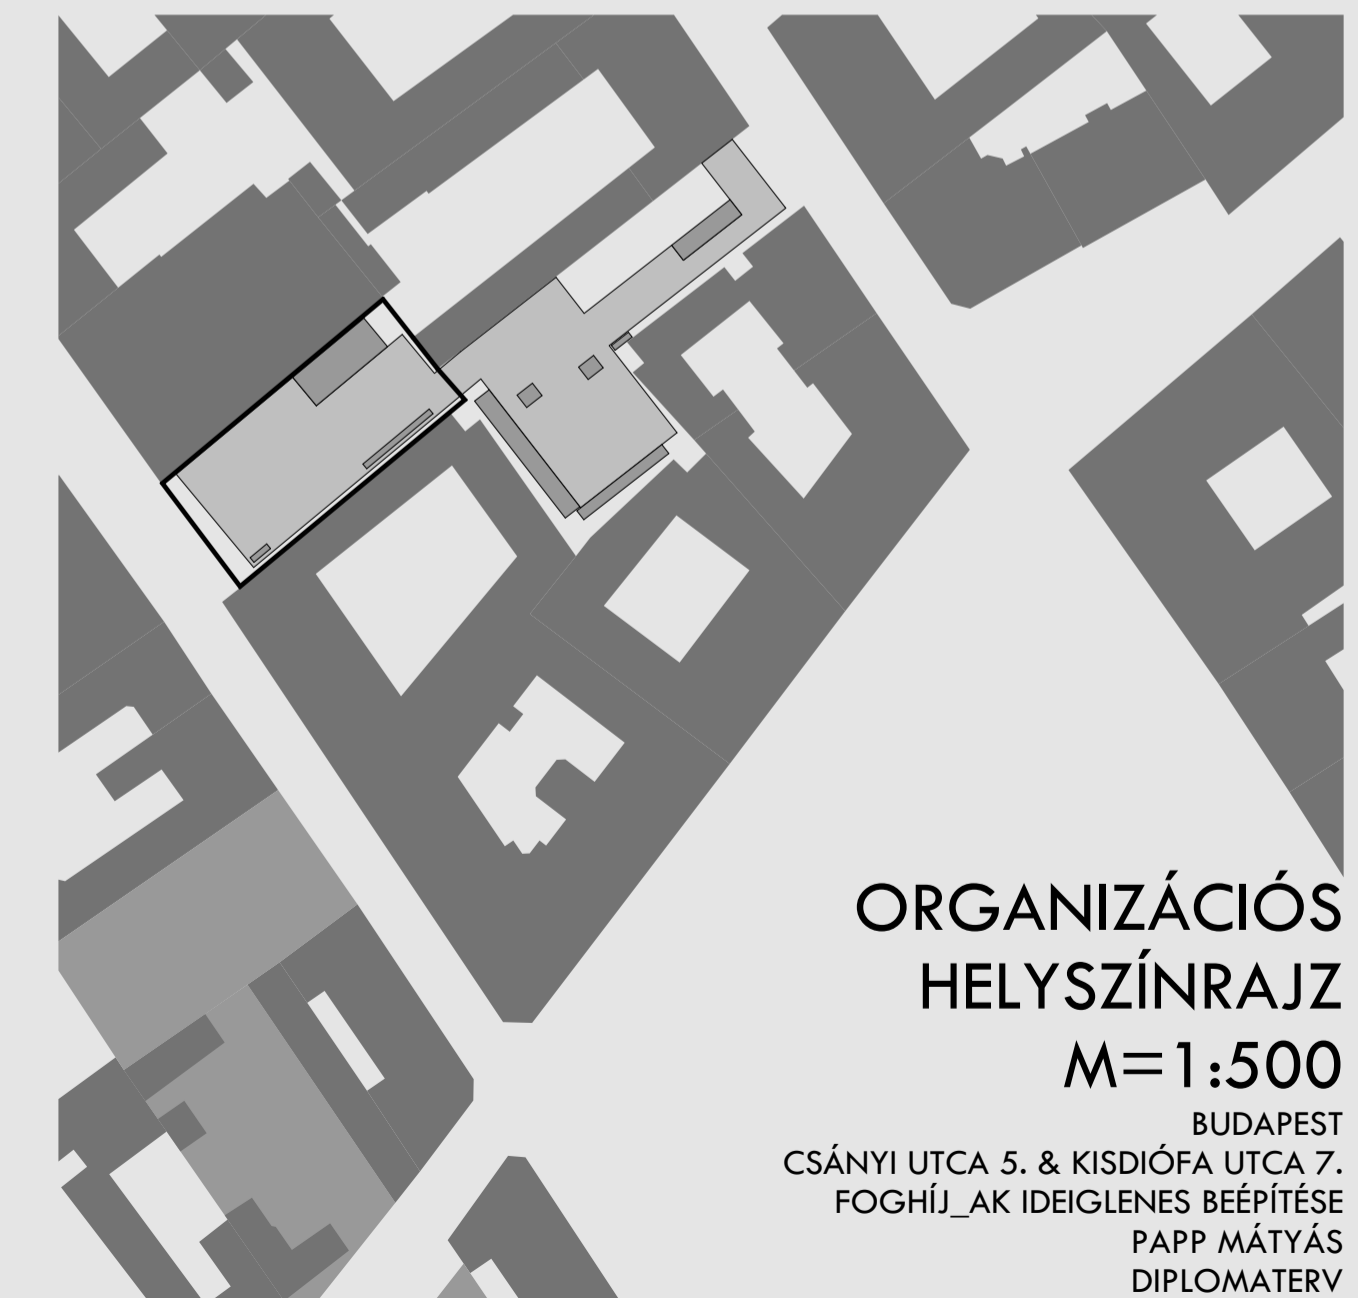 ORGANIZÁCIÓS
HELYSZÍNRAJZ
M=1:500
BUDAPEST
CSÁNYI UTCA 5. & KISDIÓFA UTCA 7.
FOGHÍJ_AK IDEIGLENES BEÉPÍTÉSE
PAPP MÁTYÁS
DIPLOMATERV